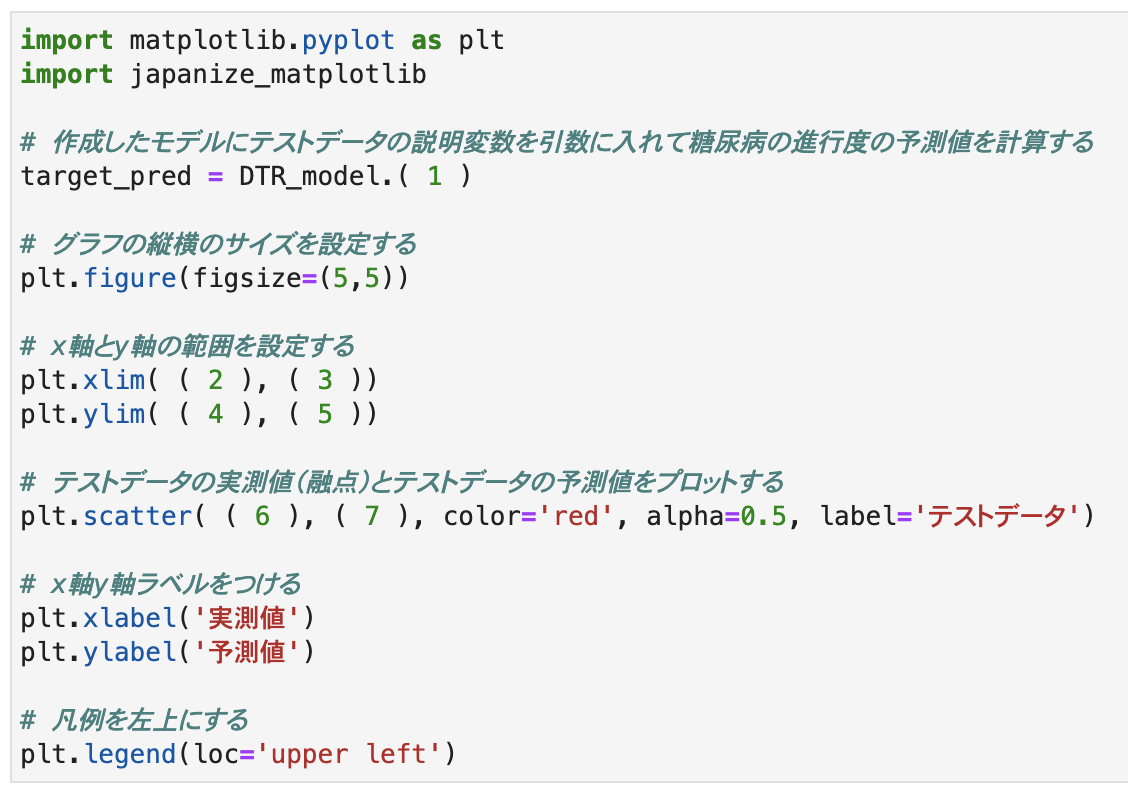 import matplotlib.pyplot as plt
import japanize_matplotlib
# 作成したモデルにテストデータの説明変数を引数に入れて糖尿病の進行度の予測値を計算する
target_pred = DTR_model.( 1 )
# グラフの縦横のサイズを設定する
plt.figure(figsize=(5,5))
# x軸とy軸の範囲を設定する
plt.xlim( ( 2 ), ( 3 ))
plt.ylim( ( 4 ), ( 5 ))
# テストデータの実測値(融点)とテストデータの予測値をプロットする
plt.scatter( ( 6 ), ( 7 ), color='red', alpha=0.5, label='テストデータ')
# x軸y軸ラベルをつける
plt.xlabel('実測値')
plt.ylabel('予測値')
# 凡例を左上にする
plt.legend(loc='upper left')